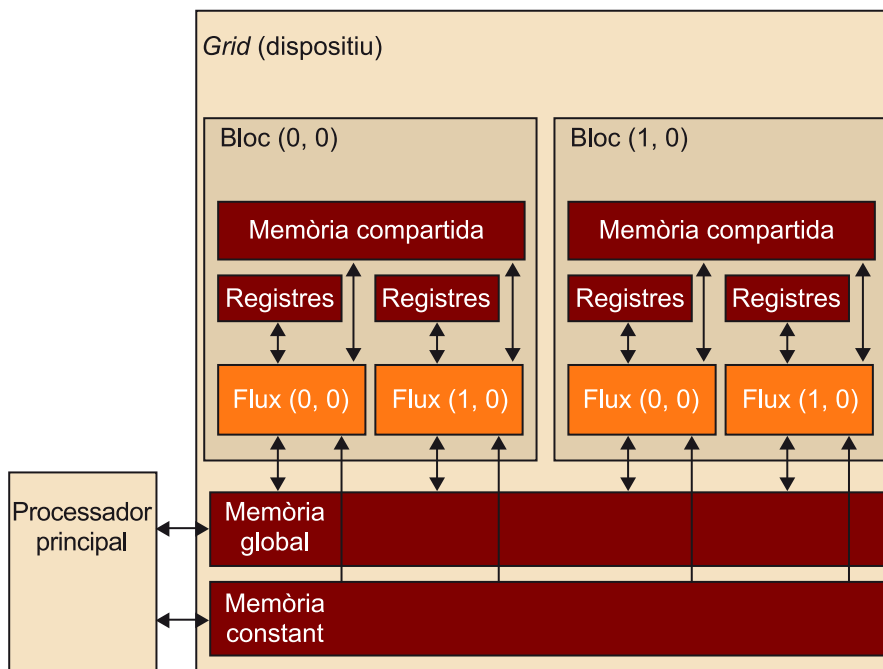 Grid (dispositiu)
Bloc (0, 0)
Memòria compartida
Registres
Registres
Flux (0, 0)
Flux (1, 0)
Bloc (1, 0)
Memòria compartida
Registres
Registres
Flux (0, 0)
Flux (1, 0)
Processador
principal
Memòria
global
Memòria
constant